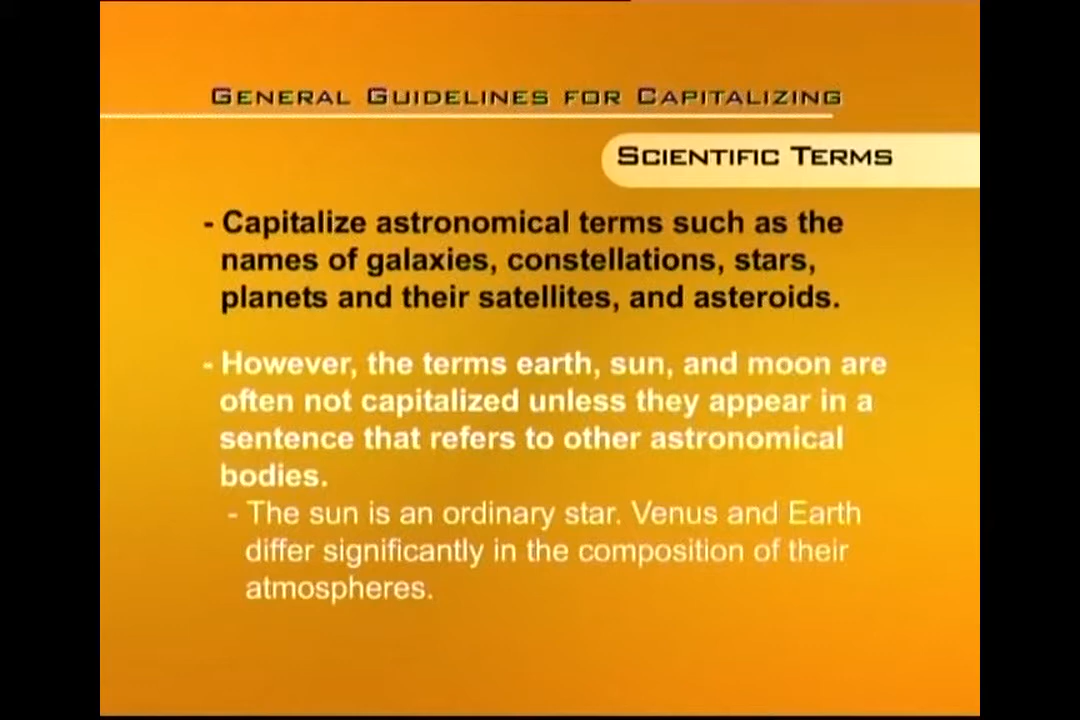 GENERAL GUIDELINES FOR CAPITALIZING
SCIENTIFIC TERMS
- Capitalize astronomical terms such as the
names of galaxies, constellations, stars,
planets and their satellites, and asteroids.
- However, the terms earth, sun, and moon are
often not capitalized unless they appear in a
sentence that refers to other astronomical
bodies.
- The sun is an ordinary star. Venus and Earth
differ significantly in the composition of their
atmospheres.